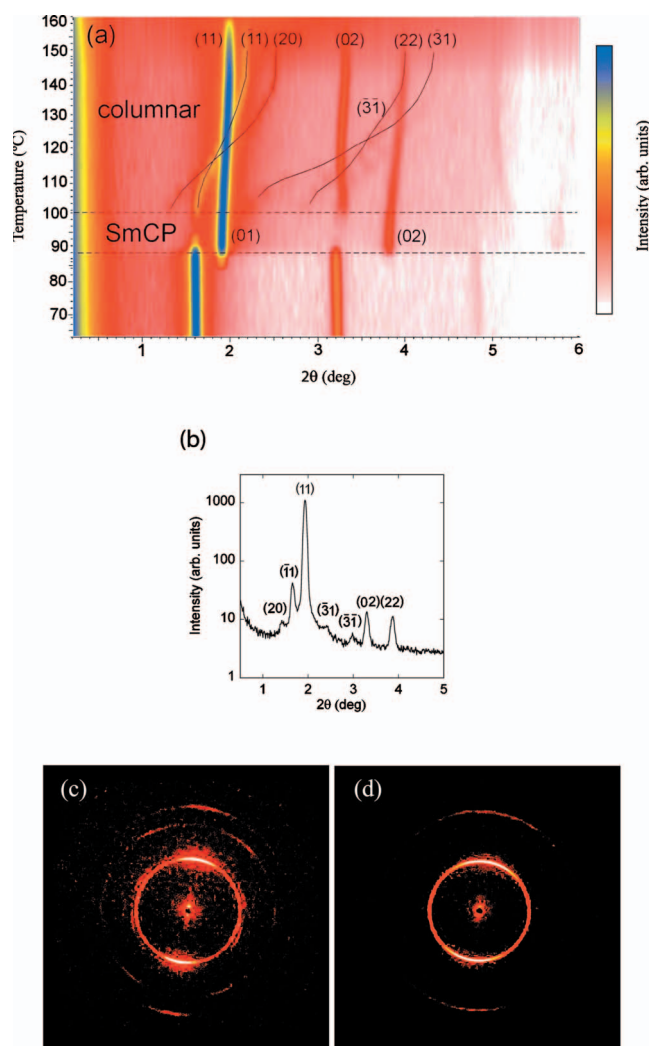 (a)
160
150
140
130
120
110
100
90
80
70
Temperature (°C)
(11) (11) (20) (02) (22) (3̄1)
(3̄1̄)
columnar
SmCP
(01)
(02)
1 2 3 4 5 6
2θ (deg)
Intensity (arb. units)
(b)
1000
100
10
1
Intensity (arb. units)
(11)
(1̄1)
(20)
(3̄1)
(3̄1̄)
(02)(22)
1 2 3 4 5
2θ (deg)
(c)
(d)